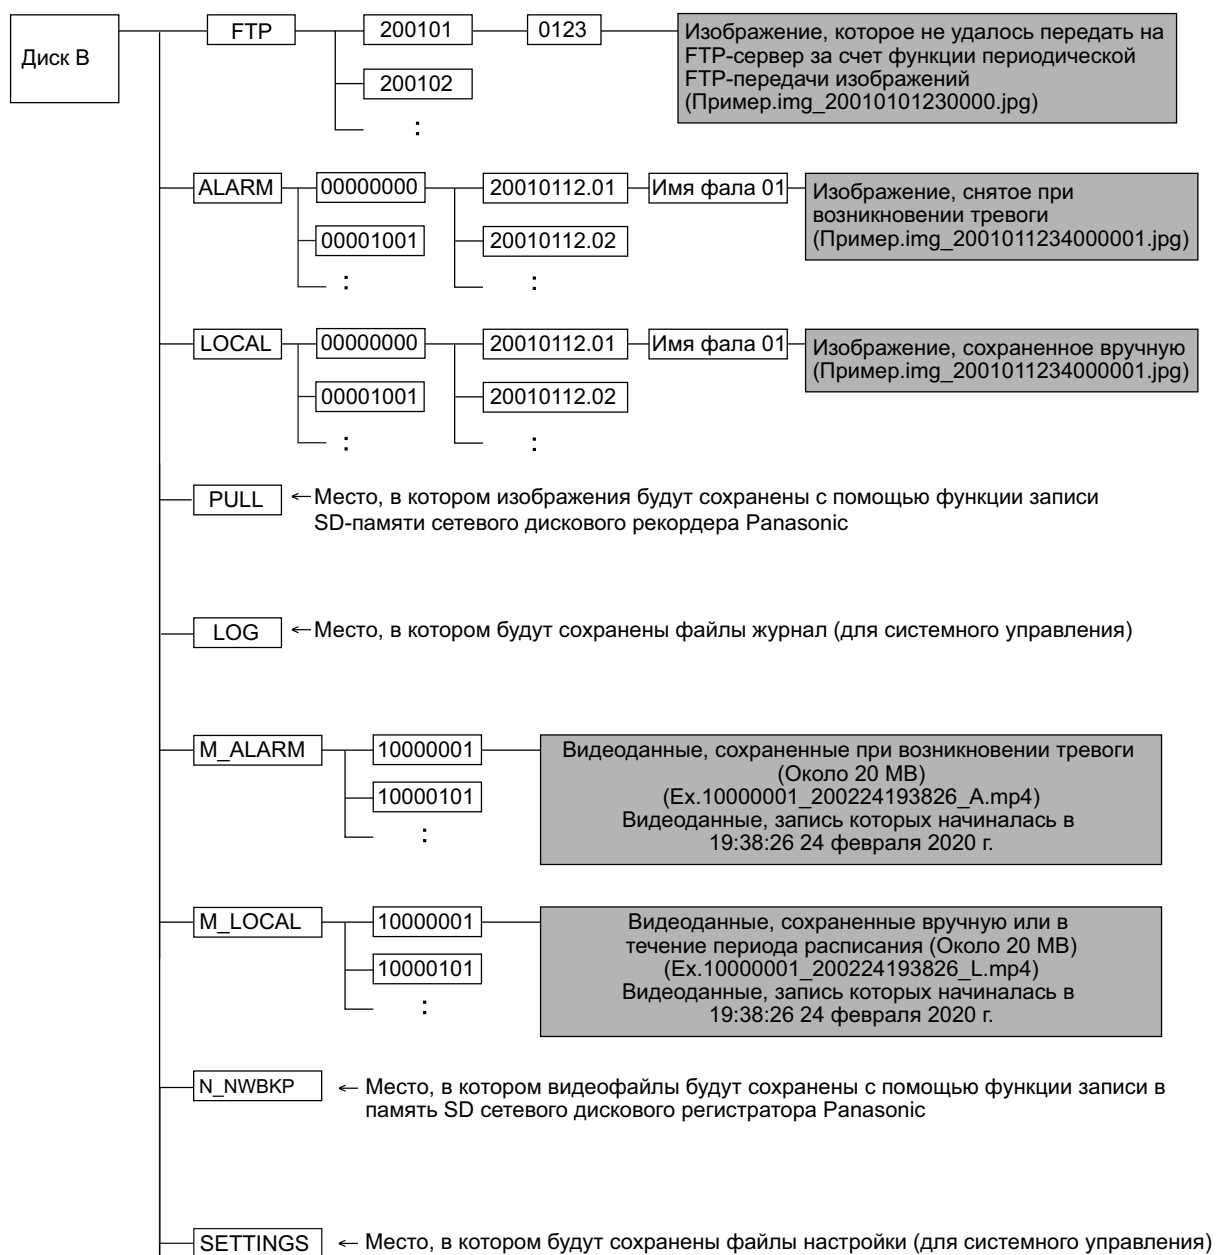 Диск B
FTP
200101
0123
Изображение, которое не удалось передать на
FTP-сервер за счет функции периодической
FTP-передачи изображений
(Пример.img_20010101230000.jpg)
200102
:
ALARM
00000000
20010112.01
Имя фала 01
Изображение, снятое при
возникновении тревоги
(Пример.img_2001011234000001.jpg)
00001001
20010112.02
:
:
LOCAL
00000000
20010112.01
Имя фала 01
Изображение, сохраненное вручную
(Пример.img_2001011234000001.jpg)
00001001
20010112.02
:
:
PULL
←Место, в котором изображения будут сохранены с помощью функции записи
SD-памяти сетевого дискового рекордера Panasonic
LOG
←Место, в котором будут сохранены файлы журнал (для системного управления)
M_ALARM
10000001
Видеоданные, сохраненные при возникновении тревоги
(Около 20 MB)
(Ex.10000001_200224193826_A.mp4)
Видеоданные, запись которых начиналась в
19:38:26 24 февраля 2020 г.
10000101
:
M_LOCAL
10000001
Видеоданные, сохраненные вручную или в
течение периода расписания (Около 20 MB)
(Ex.10000001_200224193826_L.mp4)
Видеоданные, запись которых начиналась в
19:38:26 24 февраля 2020 г.
10000101
:
N_NWBKP
← Место, в котором видеофайлы будут сохранены с помощью функции записи в
память SD сетевого дискового регистратора Panasonic
SETTINGS
← Место, в котором будут сохранены файлы настройки (для системного управления)